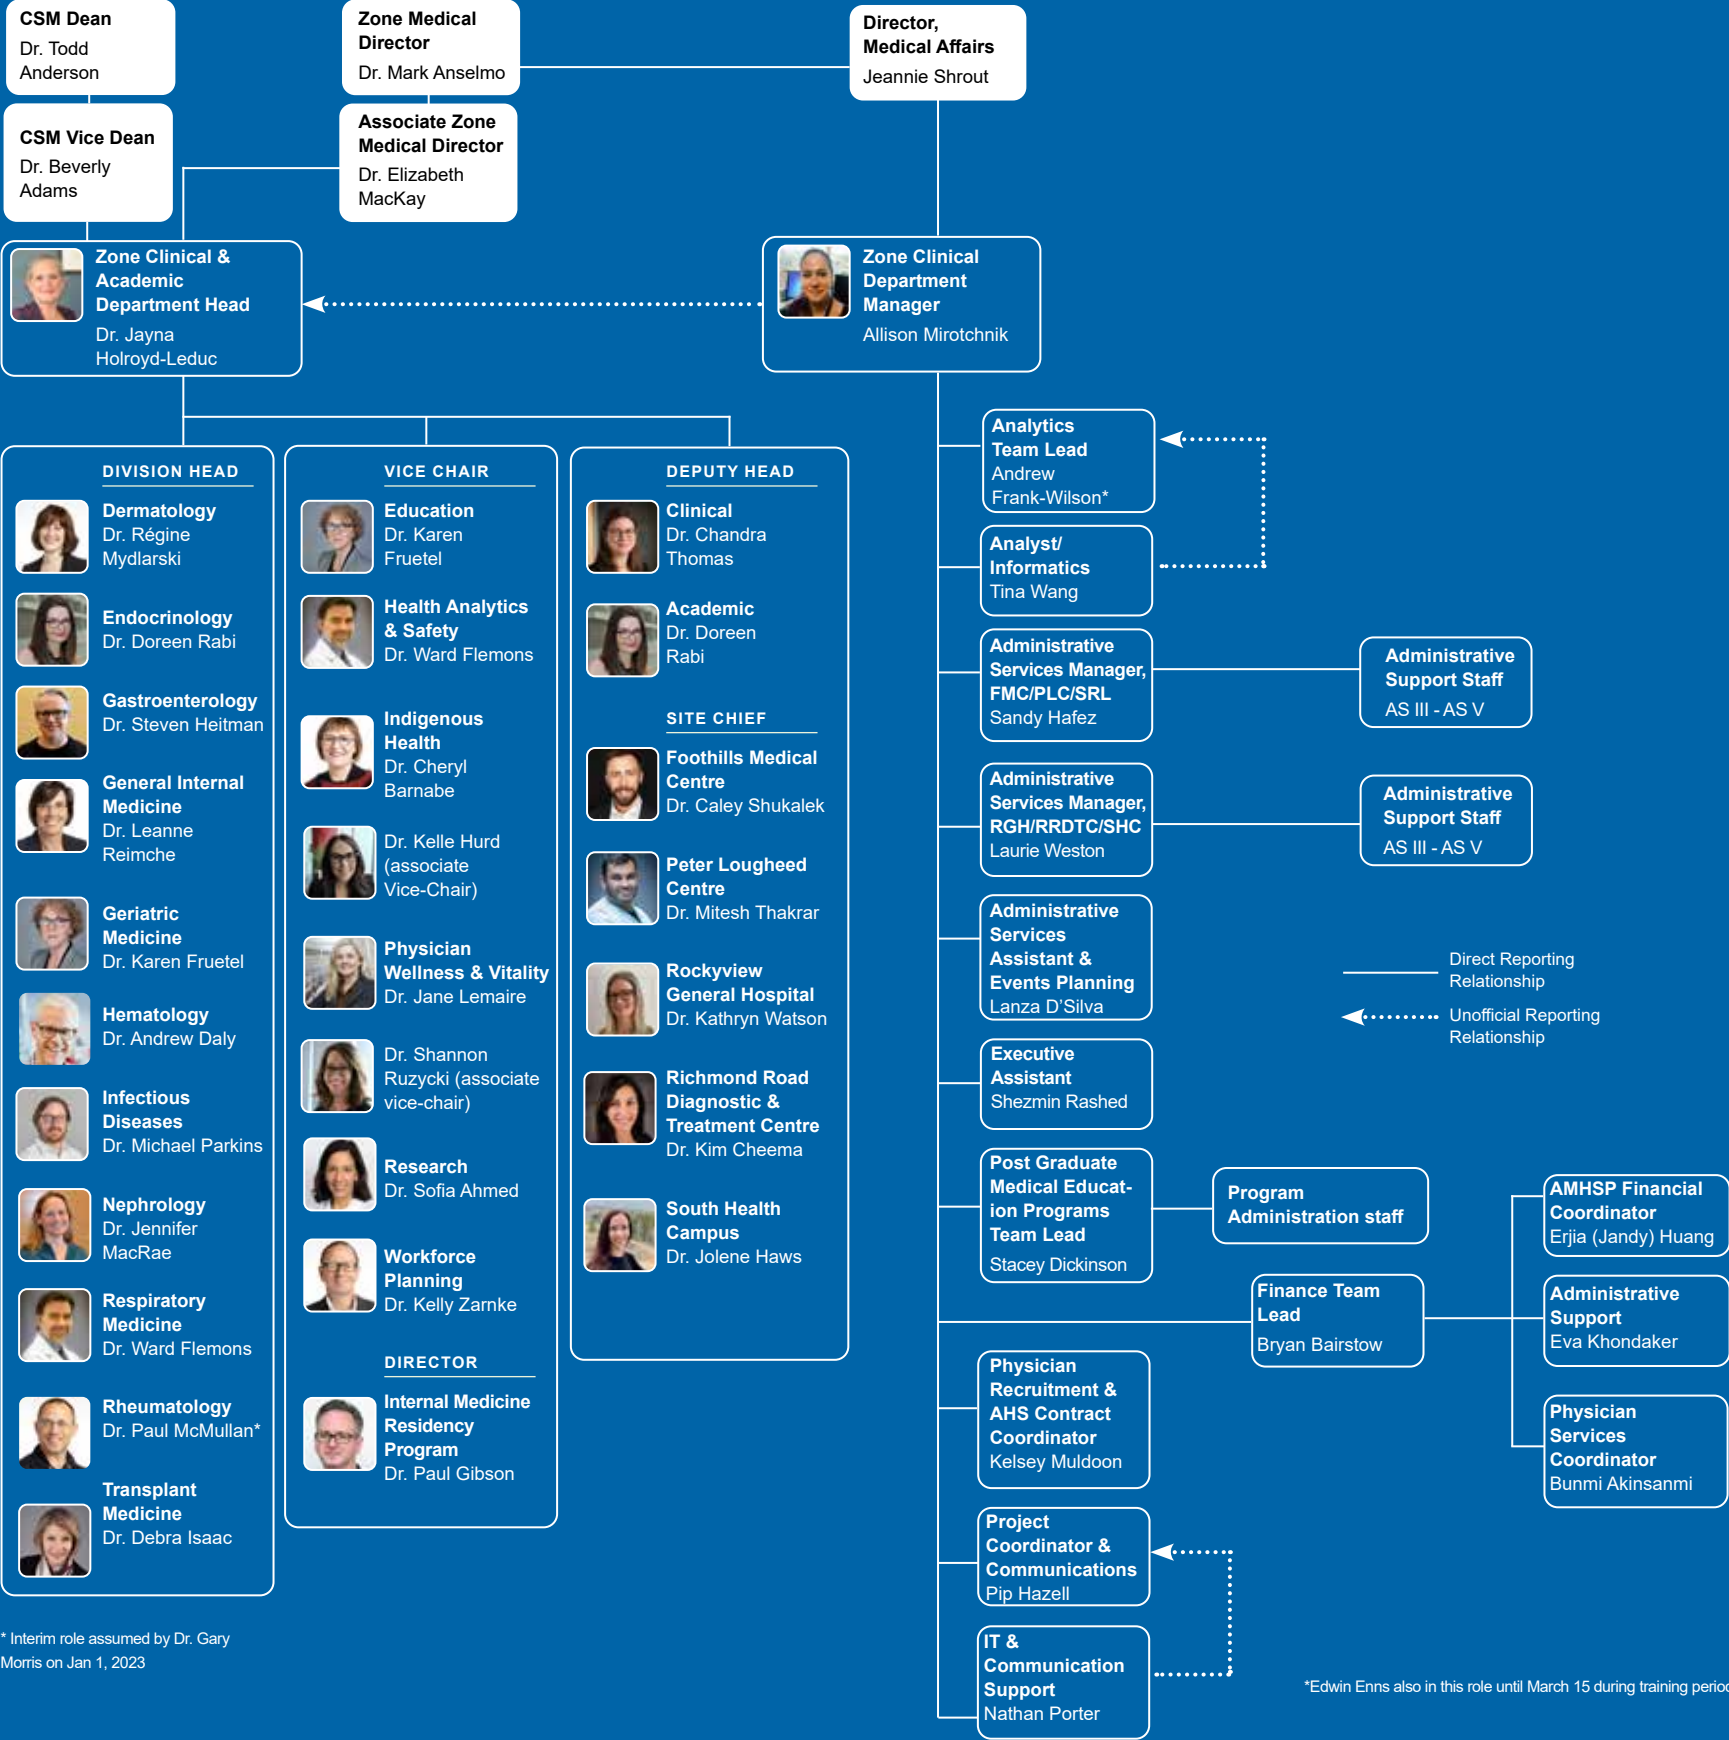 CSM Dean
Dr. Todd
Anderson
Zone Medical
Director
Dr. Mark Anselmo
Director,
Medical Affairs
Jeannie Shrout
CSM Vice Dean
Dr. Beverly
Adams
Associate Zone
Medical Director
Dr. Elizabeth
MacKay
Zone Clinical &
Academic
Department Head
Dr. Jayna
Holroyd-Leduc
Zone Clinical
Department
Manager
Allison Mirotchnik
DIVISION HEAD
Dermatology
Dr. Régine
Mydlarski
Endocrinology
Dr. Doreen Rabi
Gastroenterology
Dr. Steven Heitman
General Internal
Medicine
Dr. Leanne
Reimche
Geriatric
Medicine
Dr. Karen Fruetel
Hematology
Dr. Andrew Daly
Infectious
Diseases
Dr. Michael Parkins
Nephrology
Dr. Jennifer
MacRae
Respiratory
Medicine
Dr. Ward Flemons
Rheumatology
Dr. Paul McMullan*
Transplant
Medicine
Dr. Debra Isaac
VICE CHAIR
Education
Dr. Karen
Fruetel
Health Analytics
& Safety
Dr. Ward Flemons
Indigenous
Health
Dr. Cheryl
Barnabe
Dr. Kelle Hurd
(associate
Vice-Chair)
Physician
Wellness & Vitality
Dr. Jane Lemaire
Dr. Shannon
Ruzycki (associate
vice-chair)
Research
Dr. Sofia Ahmed
Workforce
Planning
Dr. Kelly Zarnke
DIRECTOR
Internal Medicine
Residency
Program
Dr. Paul Gibson
DEPUTY HEAD
Clinical
Dr. Chandra
Thomas
Academic
Dr. Doreen
Rabi
SITE CHIEF
Foothills Medical
Centre
Dr. Caley Shukalek
Peter Lougheed
Centre
Dr. Mitesh Thakrar
Rockyview
General Hospital
Dr. Kathryn Watson
Richmond Road
Diagnostic &
Treatment Centre
Dr. Kim Cheema
South Health
Campus
Dr. Jolene Haws
Analytics
Team Lead
Andrew
Frank-Wilson*
Analyst/
Informatics
Tina Wang
Administrative
Services Manager,
FMC/PLC/SRL
Sandy Hafez
Administrative
Support Staff
AS III - AS V
Administrative
Services Manager,
RGH/RRDTC/SHC
Laurie Weston
Administrative
Support Staff
AS III - AS V
Administrative
Services
Assistant &
Events Planning
Lanza D'Silva
Executive
Assistant
Shezmin Rashed
Post Graduate
Medical Educat-
ion Programs
Team Lead
Stacey Dickinson
Program
Administration staff
Finance Team
Lead
Bryan Bairstow
AMHSP Financial
Coordinator
Erjia (Jandy) Huang
Administrative
Support
Eva Khondaker
Physician
Services
Coordinator
Bunmi Akinsanmi
Physician
Recruitment &
AHS Contract
Coordinator
Kelsey Muldoon
Project
Coordinator &
Communications
Pip Hazell
IT &
Communication
Support
Nathan Porter
Direct Reporting
Relationship
Unofficial Reporting
Relationship
* Interim role assumed by Dr. Gary
Morris on Jan 1, 2023
*Edwin Enns also in this role until March 15 during training period